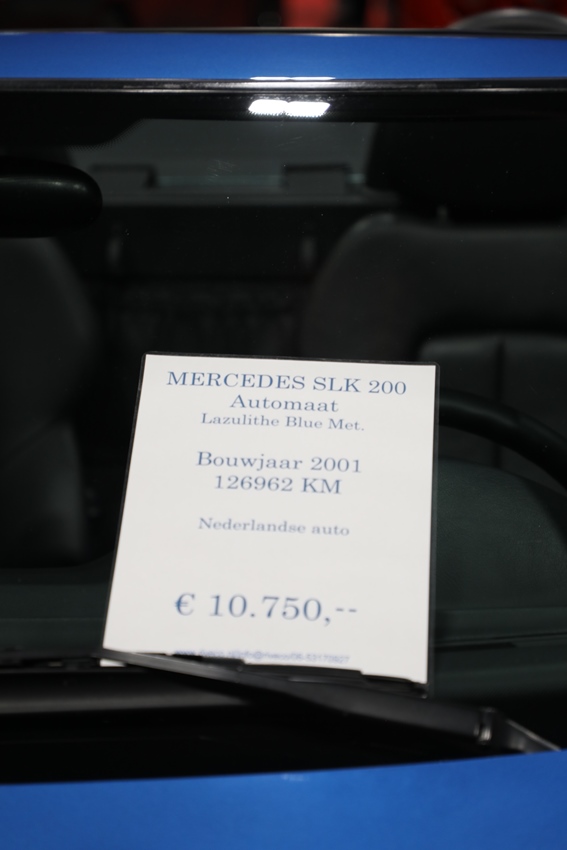 MERCEDES SLK 200
Automaat
Lazulithe Blue Met.
Bouwjaar 2001
126962 KM
Nederlandse auto
€ 10.750,--